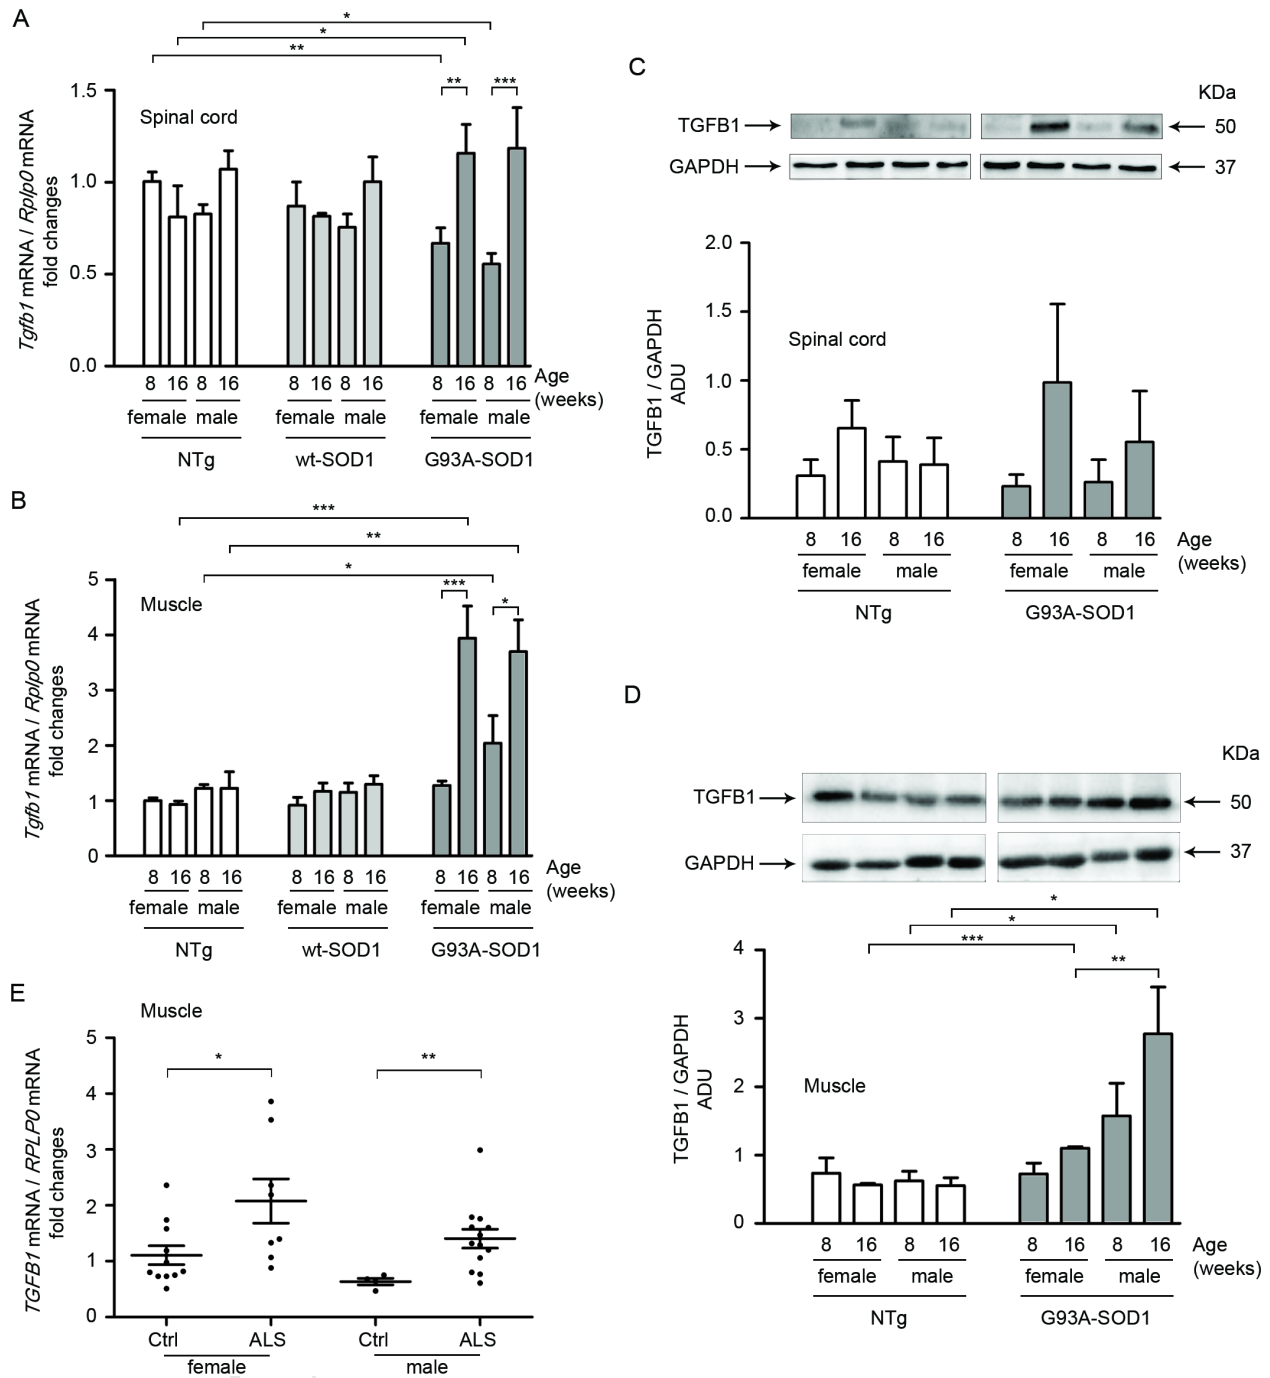 A
*
*
**
** ***
Tgfb1 mRNA / Rplp0 mRNA
fold changes
1.5
1.0
0.5
0.0
Spinal cord
8 16 8 16 8 16 8 16 8 16 8 16 Age
(weeks)
female male female male female male
NTg wt-SOD1 G93A-SOD1
B
***
**
*
*** *
Tgfb1 mRNA / Rplp0 mRNA
fold changes
5
4
3
2
1
0
Muscle
8 16 8 16 8 16 8 16 8 16 8 16 Age
(weeks)
female male female male female male
NTg wt-SOD1 G93A-SOD1
E
Muscle
TGFB1 mRNA / RPLP0 mRNA
fold changes
5
4
3
2
1
0
* **
Ctrl ALS Ctrl ALS
female male
C
KDa
TGFB1 50
GAPDH 37
TGFB1 / GAPDH
ADU
2.0
1.5
1.0
0.5
0.0
Spinal cord
8 16 8 16 8 16 8 16 Age
(weeks)
female male female male
NTg G93A-SOD1
D
KDa
TGFB1 50
GAPDH 37
*
*
***
**
TGFB1 / GAPDH
ADU
4
3
2
1
0
Muscle
8 16 8 16 8 16 8 16 Age
(weeks)
female male female male
NTg G93A-SOD1